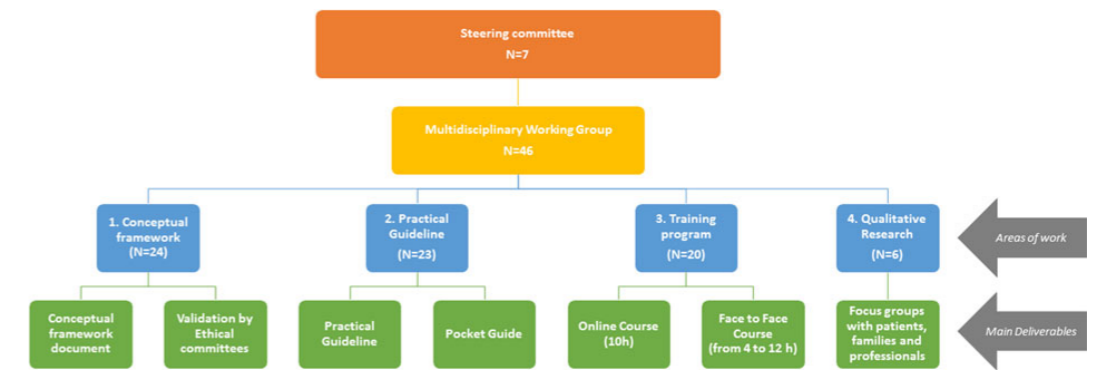 Steering committee
N=7
Multidisciplinary Working Group
N=46
1. Conceptual
framework
(N=24)
2. Practical
Guideline
(N=23)
3. Training
program
(N=20)
4. Qualitative
Research
(N=6)
Areas of work
Conceptual
framework
document
Validation by
Ethical
committees
Practical
Guideline
Pocket Guide
Online Course
(10h)
Face to Face
Course
(from 4 to 12 h)
Focus groups
with patients,
families and
professionals
Main Deliverables